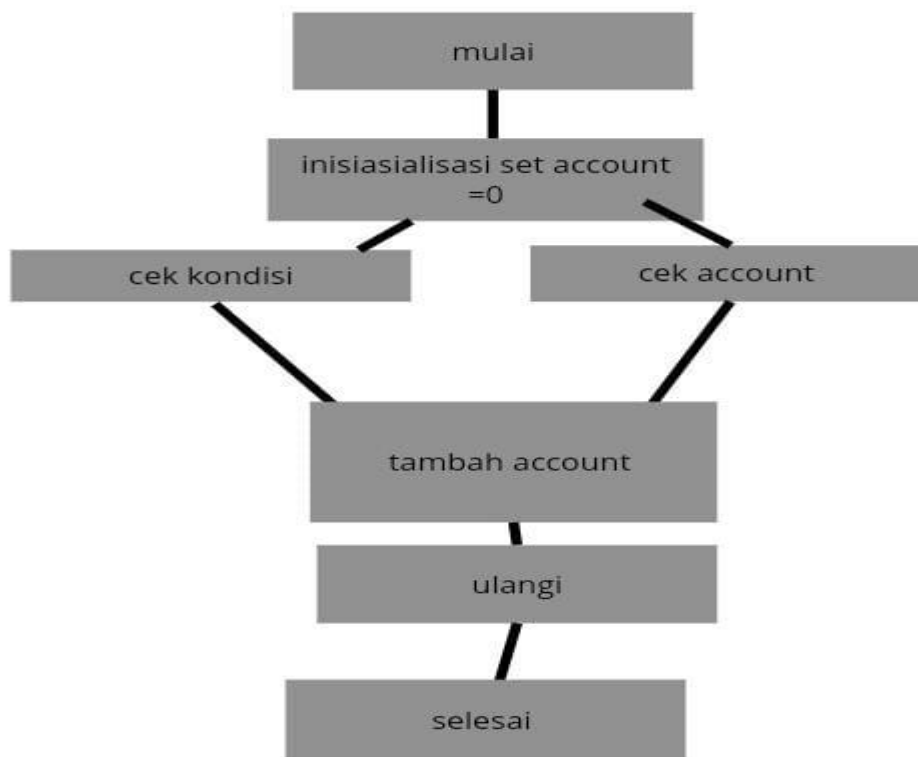 mulai
inisiasialisasi set account
=0
cek kondisi
cek account
tambah account
ulangi
selesai